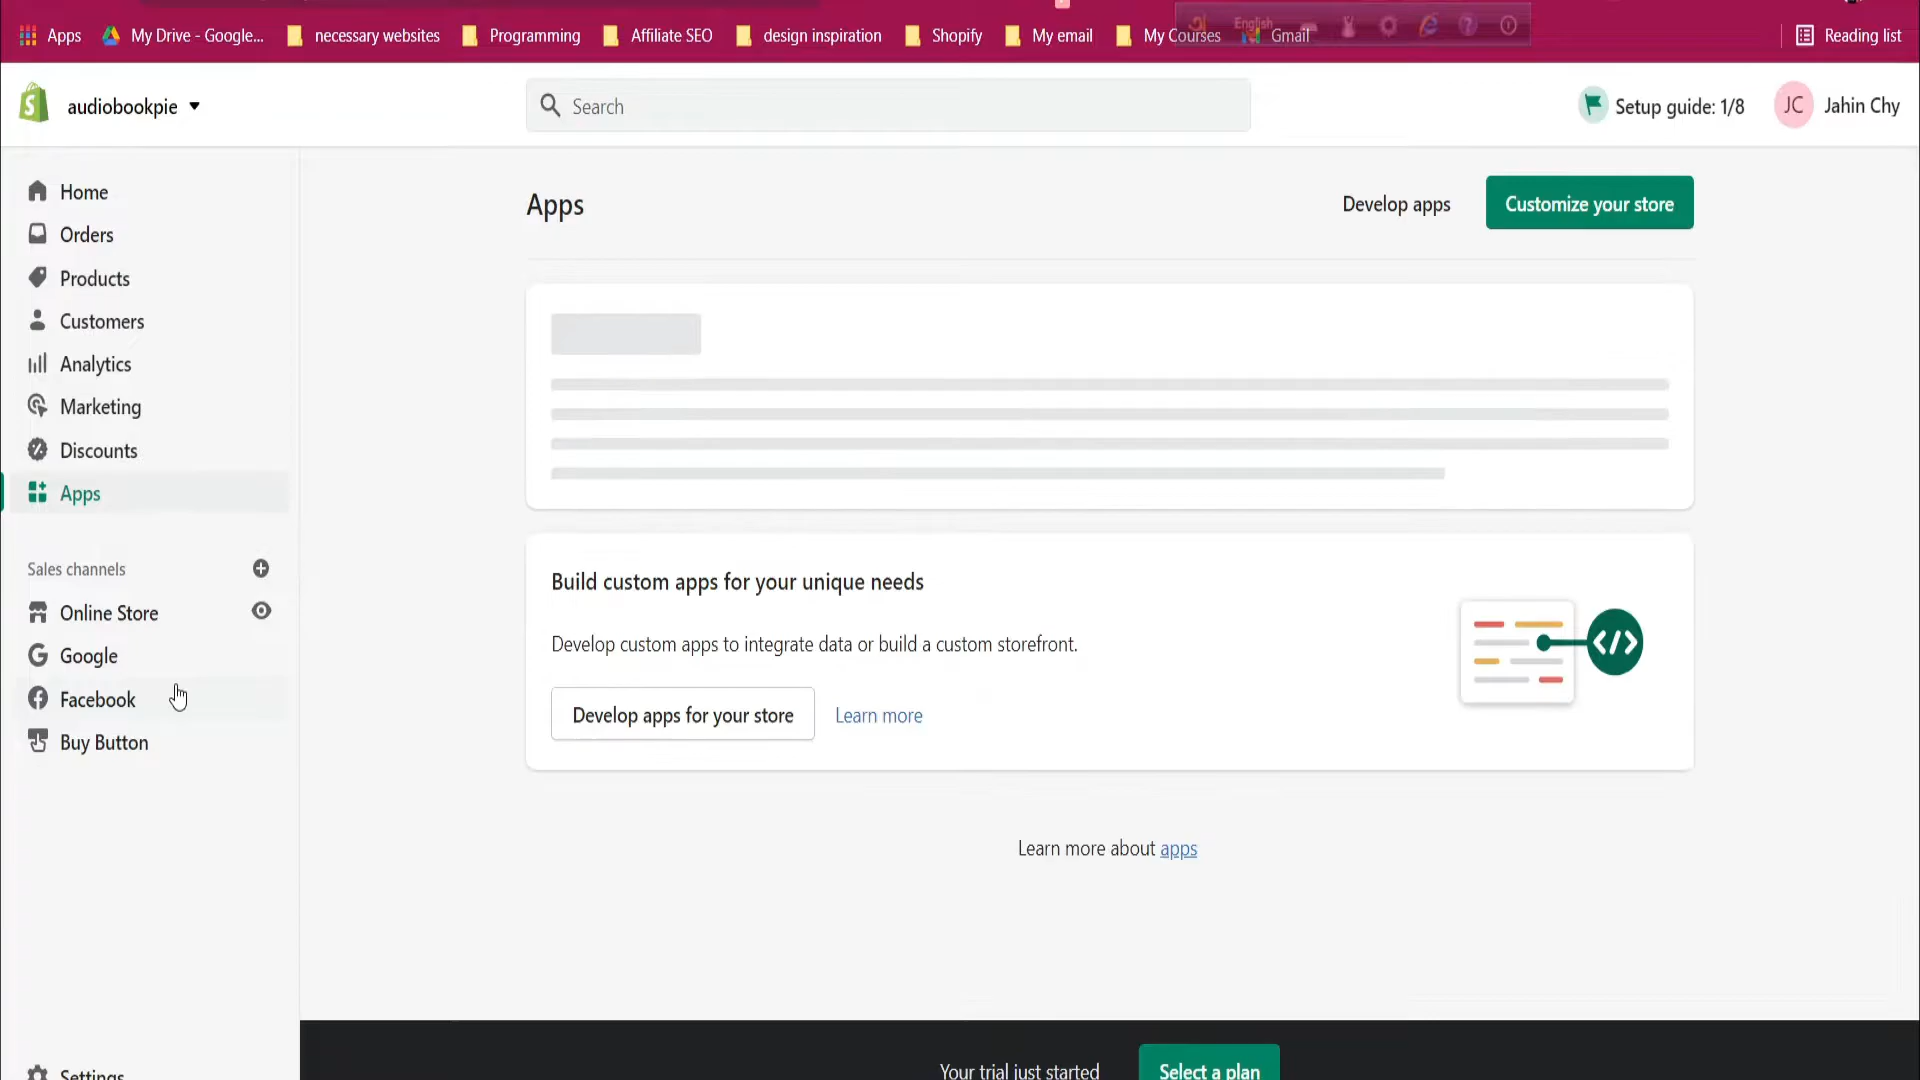 Apps
My Drive - Google...
necessary websites
Programming
Affiliate SEO
design inspiration
Shopify
My email
My Courses
English
Gmail
Reading list
audiobookpie
Search
Setup guide: 1/8
JC
Jahin Chy
Home
Orders
Products
Customers
Analytics
Marketing
Discounts
Apps
Sales channels
Online Store
Google
Facebook
Buy Button
Settings
Apps
Develop apps
Customize your store
Build custom apps for your unique needs
Develop custom apps to integrate data or build a custom storefront.
Develop apps for your store
Learn more
Learn more about apps
Your trial just started
Select a plan